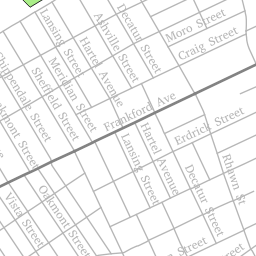 Lansing Street
Ashville Street
Decatur Street
Moro Street
Craig Street
Hartel Avenue
Meridian Street
Sheffield Street
Chippendale Street
Oakmont Street
Frankford Ave
Erdrick Street
Lansing Street
Hartel Avenue
Decatur Street
Rhawn St
Vista Street
Oakmont Street
Street